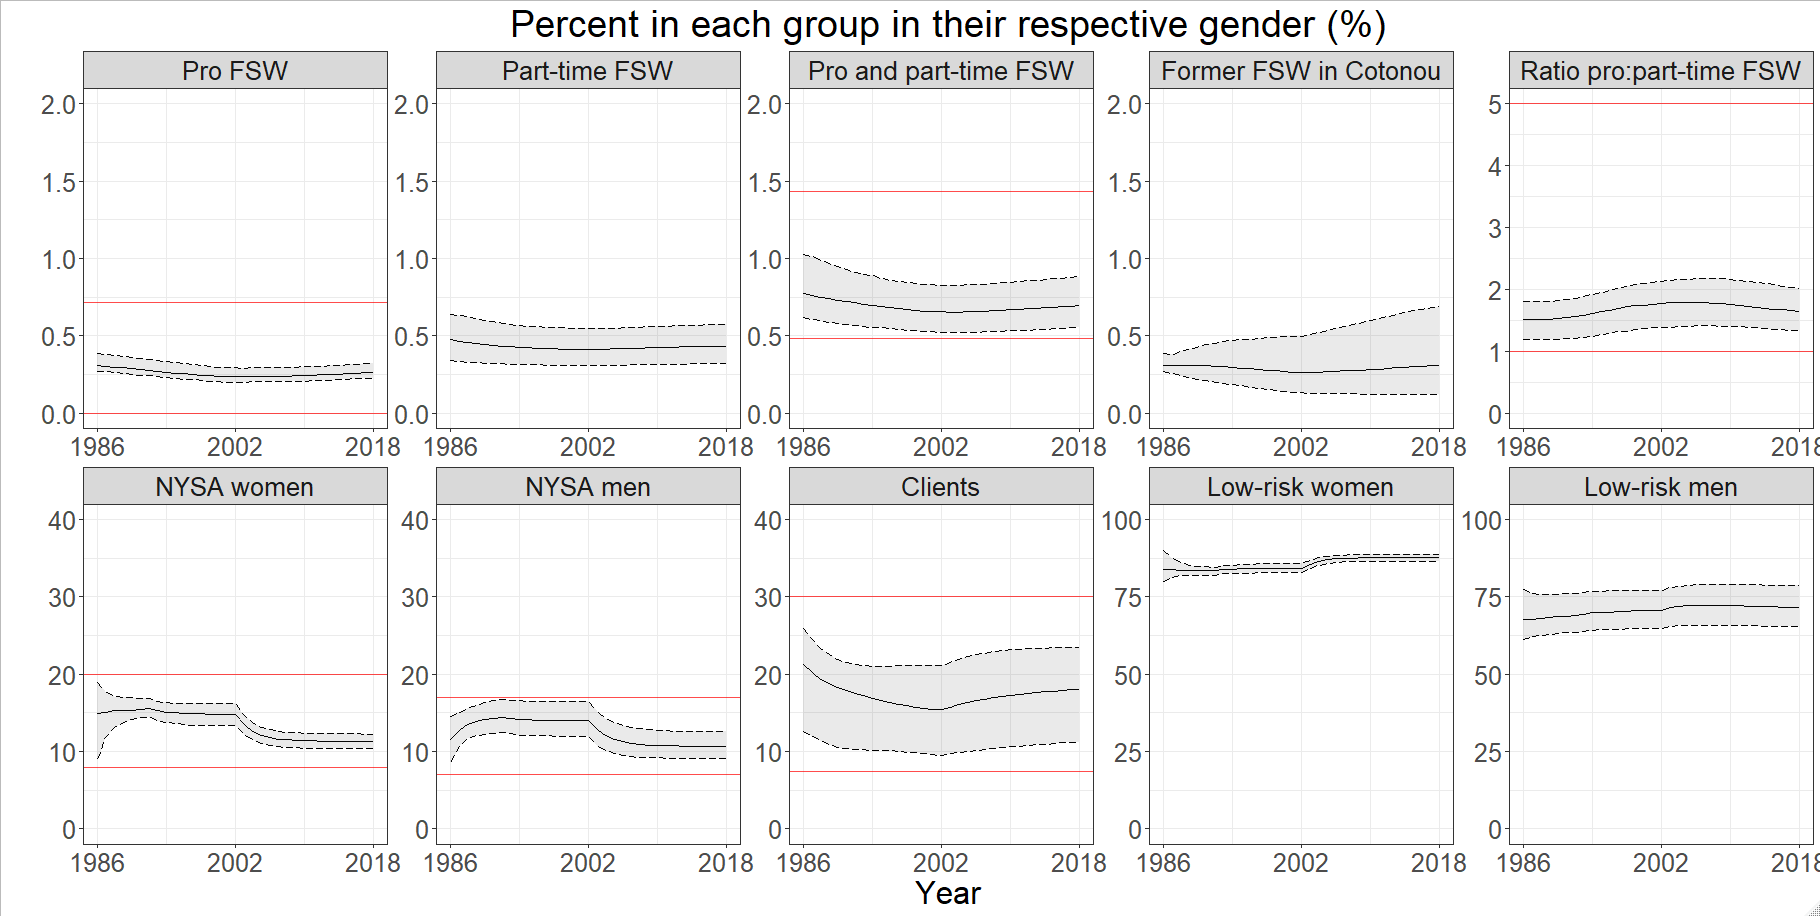 Percent in each group in their respective gender (%)
Pro FSW
Part-time FSW
Pro and part-time FSW
Former FSW in Cotonou
Ratio pro:part-time FSW
2.0
1.5
1.0
0.5
0.0
1986 2002 2018
2.0
1.5
1.0
0.5
0.0
1986 2002 2018
2.0
1.5
1.0
0.5
0.0
1986 2002 2018
2.0
1.5
1.0
0.5
0.0
1986 2002 2018
5
4
3
2
1
0
1986 2002 2018
NYSA women
NYSA men
Clients
Low-risk women
Low-risk men
40
30
20
10
0
1986 2002 2018
40
30
20
10
0
1986 2002 2018
40
30
20
10
0
1986 2002 2018
100
75
50
25
0
1986 2002 2018
100
75
50
25
0
1986 2002 2018
Year